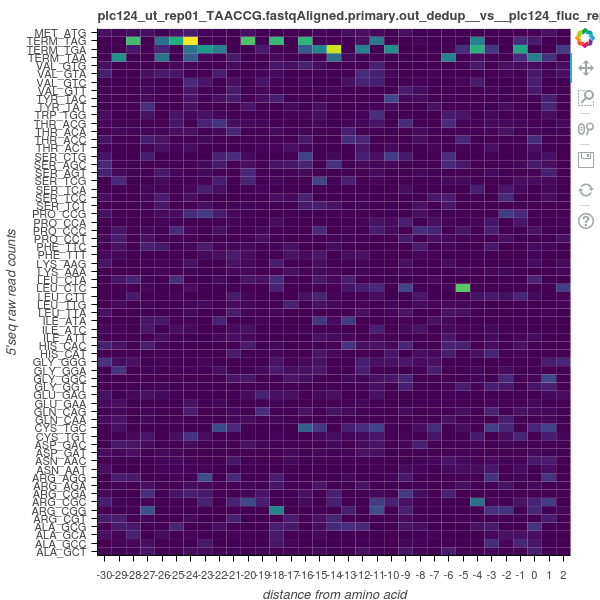 plc124_ut_rep01_TAACCG.fastqAligned.primary.out_dedup__vs__plc124_fluc_rep
5'seq raw read counts
MET_ATG
TERM_TAG
TERM_TGA
TERM_TAA
VAL_GTG
VAL_GTA
VAL_GTC
VAL_GTT
TYR_TAC
TYR_TAT
TRP_TGG
THR_ACG
THR_ACA
THR_ACC
THR_ACT
SER_CTG
SER_AGC
SER_AGT
SER_TCG
SER_TCA
SER_TCC
SER_TCT
PRO_CCG
PRO_CCA
PRO_CCC
PRO_CCT
PHE_TTC
PHE_TTT
LYS_AAG
LYS_AAA
LEU_CTA
LEU_CTC
LEU_CTT
LEU_TTG
LEU_TTA
ILE_ATA
ILE_ATC
ILE_ATT
HIS_CAC
HIS_CAT
GLY_GGG
GLY_GGA
GLY_GGC
GLY_GGT
GLU_GAG
GLU_GAA
GLN_CAG
GLN_CAA
CYS_TGC
CYS_TGT
ASP_GAC
ASP_GAT
ASN_AAC
ASN_AAT
ARG_AGG
ARG_AGA
ARG_CGA
ARG_CGC
ARG_CGG
ARG_CGT
ALA_GCG
ALA_GCA
ALA_GCC
ALA_GCT
-30 -29 -28 -27 -26 -25 -24 -23 -22 -21 -20 -19 -18 -17 -16 -15 -14 -13 -12 -11 -10 -9 -8 -7 -6 -5 -4 -3 -2 -1 0 1 2
distance from amino acid